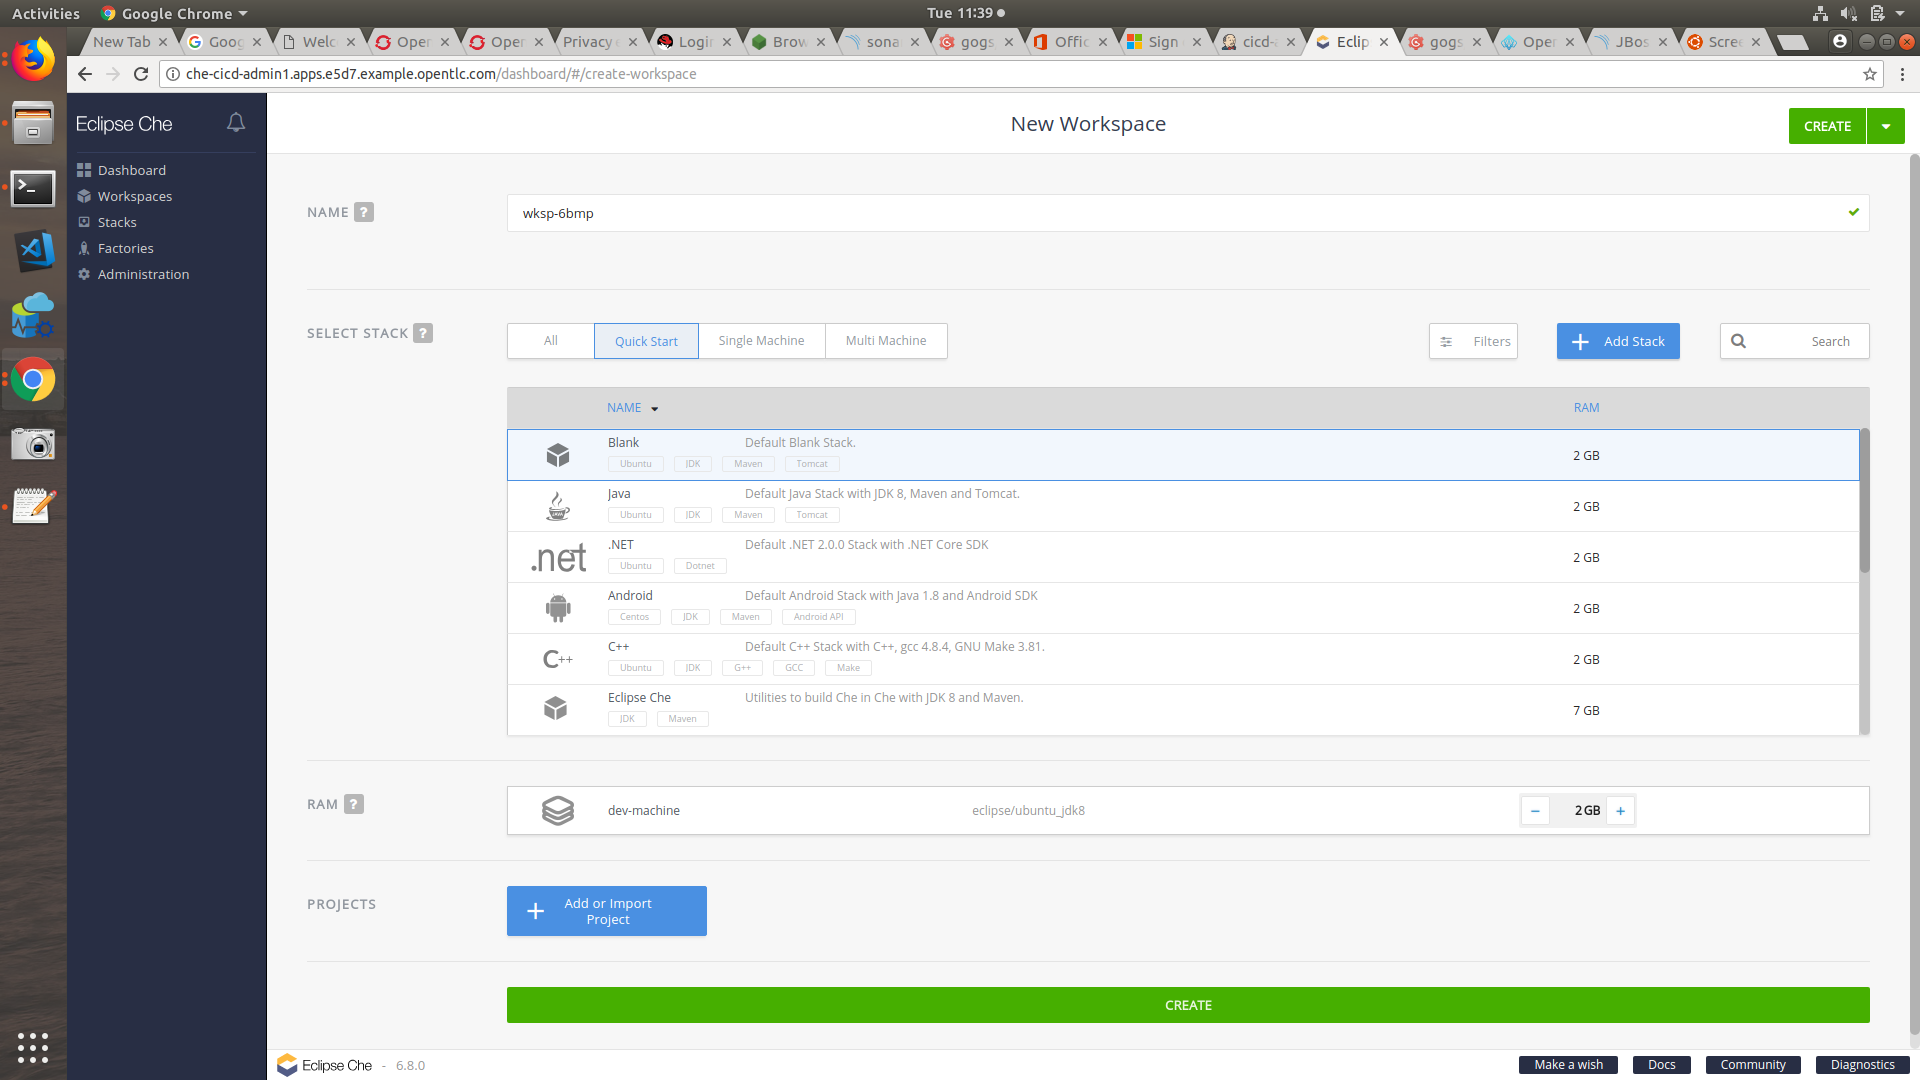 Activities Google Chrome Tue 11:39
New Tab Goog Welc Oper Oper Privacy Login Brow sona gogs Offic Sign cicd-a Eclip gogs Oper JBos Scre
che-cicd-admin1.apps.e5d7.example.opentlc.com/dashboard/#/create-workspace
Eclipse Che
Dashboard
Workspaces
Stacks
Factories
Administration
New Workspace
CREATE
NAME ?
wksp-6bmp
SELECT STACK ?
All Quick Start Single Machine Multi Machine
Filters
Add Stack
Search
NAME RAM
Blank Default Blank Stack. 2 GB
Ubuntu JDK Maven Tomcat
Java Default Java Stack with JDK 8, Maven and Tomcat. 2 GB
Ubuntu JDK Maven Tomcat
.net .NET Default .NET 2.0.0 Stack with .NET Core SDK 2 GB
Ubuntu Dotnet
Android Default Android Stack with Java 1.8 and Android SDK 2 GB
Centos JDK Maven Android API
C++ C++ Default C++ Stack with C++, gcc 4.8.4, GNU Make 3.81. 2 GB
Ubuntu JDK G++ GCC Make
Eclipse Che Utilities to build Che in Che with JDK 8 and Maven. 7 GB
JDK Maven
RAM ?
dev-machine eclipse/ubuntu_jdk8 − 2 GB +
PROJECTS
Add or Import
Project
CREATE
Eclipse Che - 6.8.0
Make a wish Docs Community Diagnostics